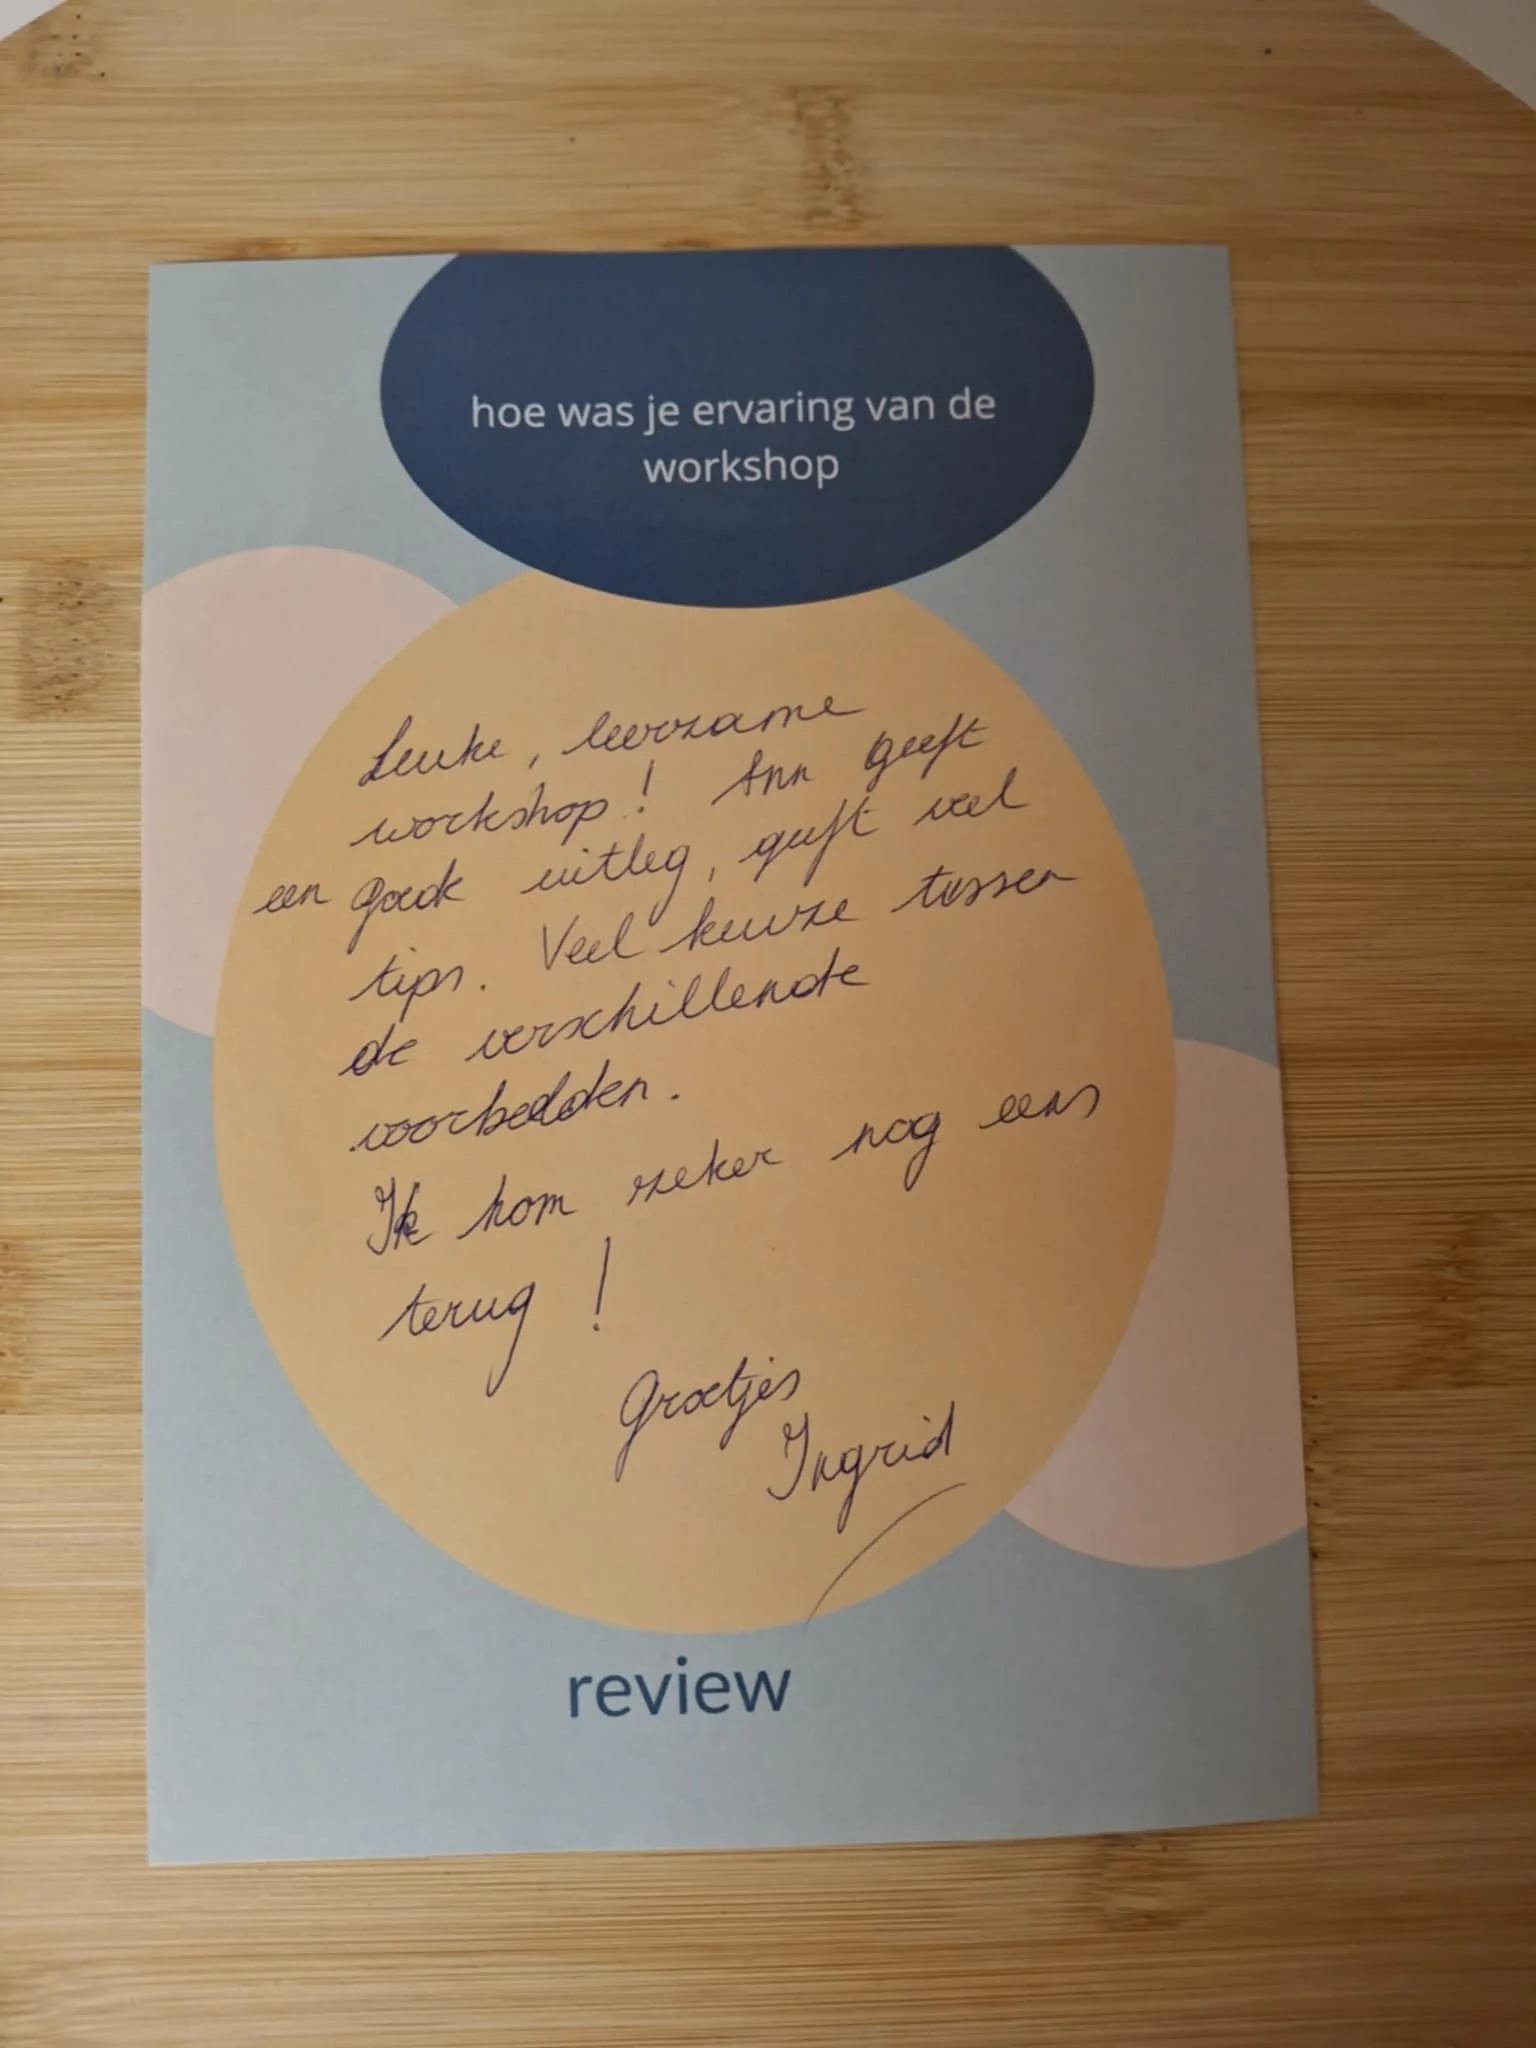 hoe was je ervaring van de
workshop
Leuke, leerzame
workshop! Ann geeft
een goede uitleg, geeft veel
tips. Veel keuze tussen
de verschillende
voorbeelden.
Ik kom zeker nog eens
terug!
Groetjes
Ingrid
review